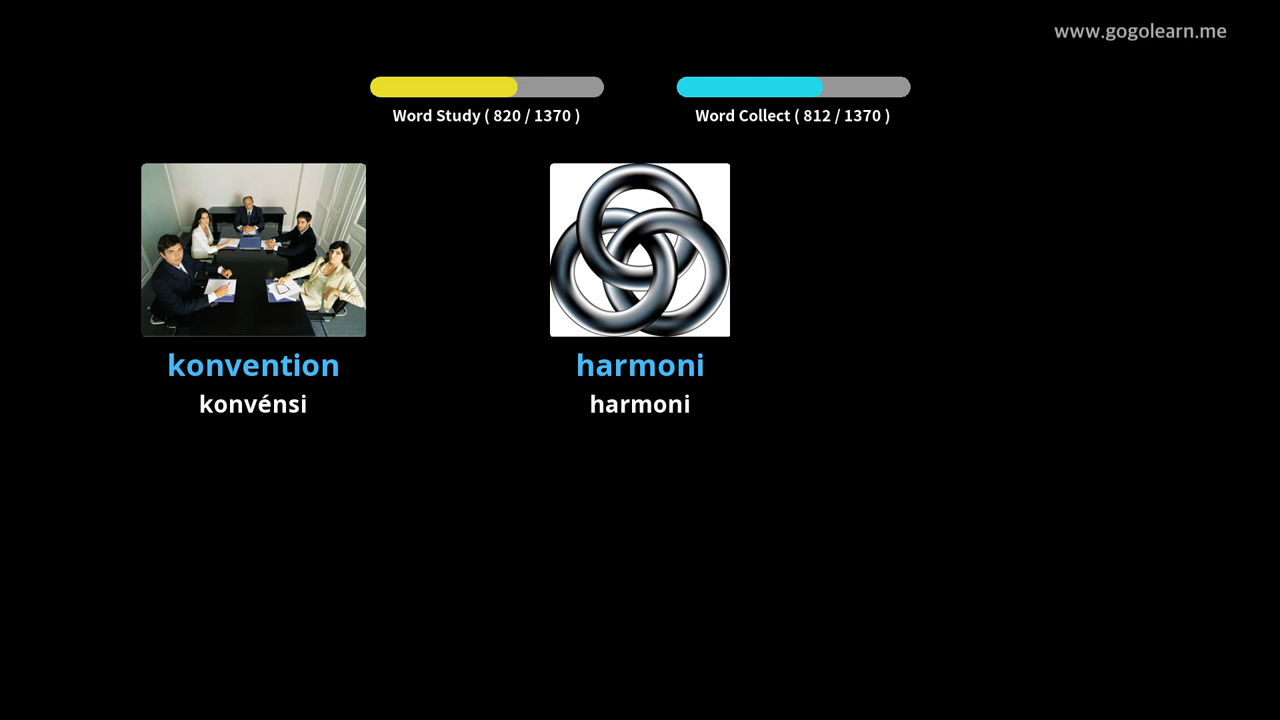 www.gogolearn.me
Word Study ( 820 / 1370 )
Word Collect ( 812 / 1370 )
konvention
konvénsi
harmoni
harmoni